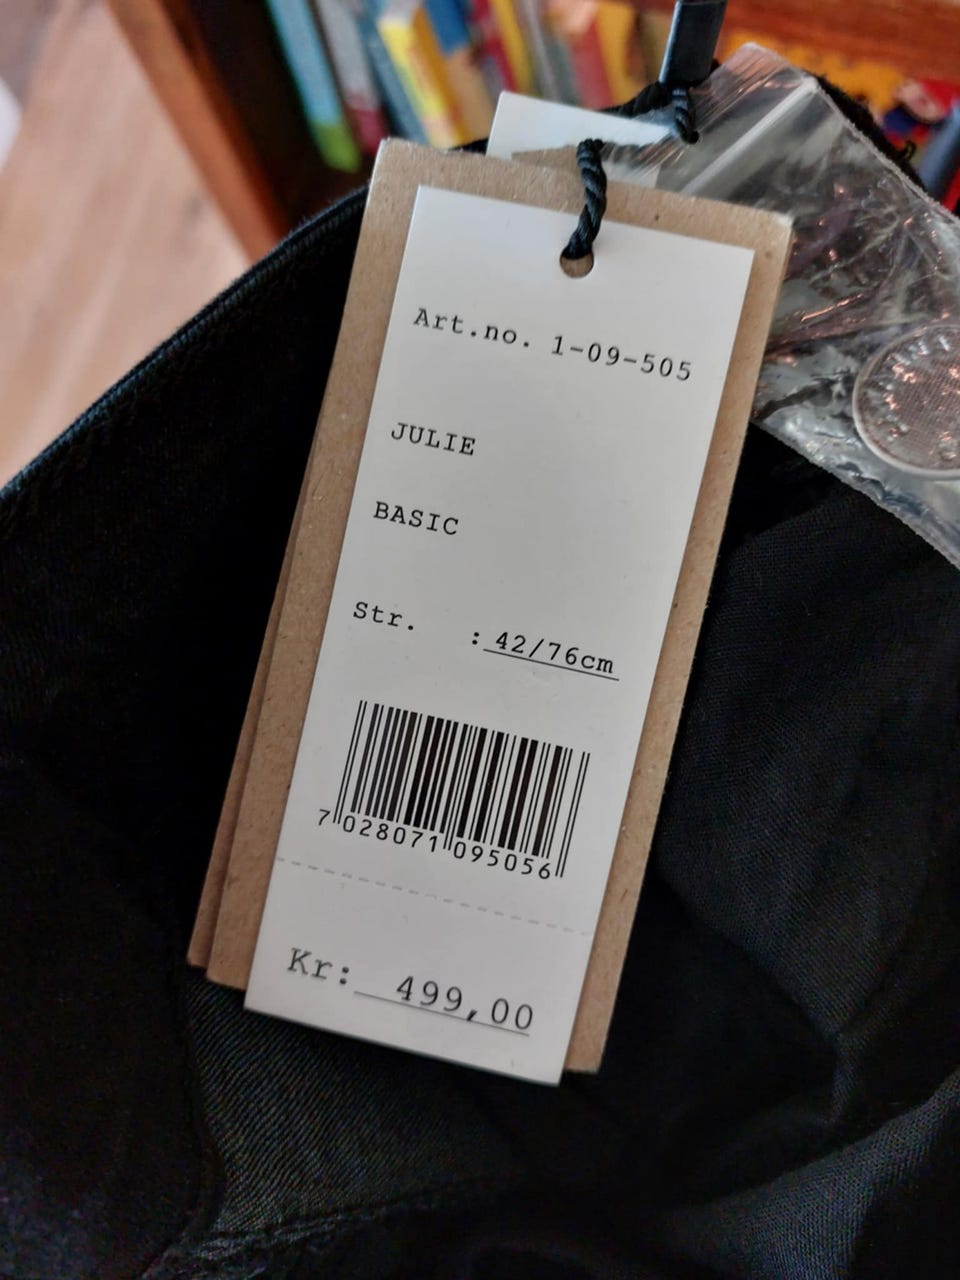 Art.no. 1-09-505
JULIE
BASIC
Str. : 42/76cm
7 028071 095056
Kr: 499,00